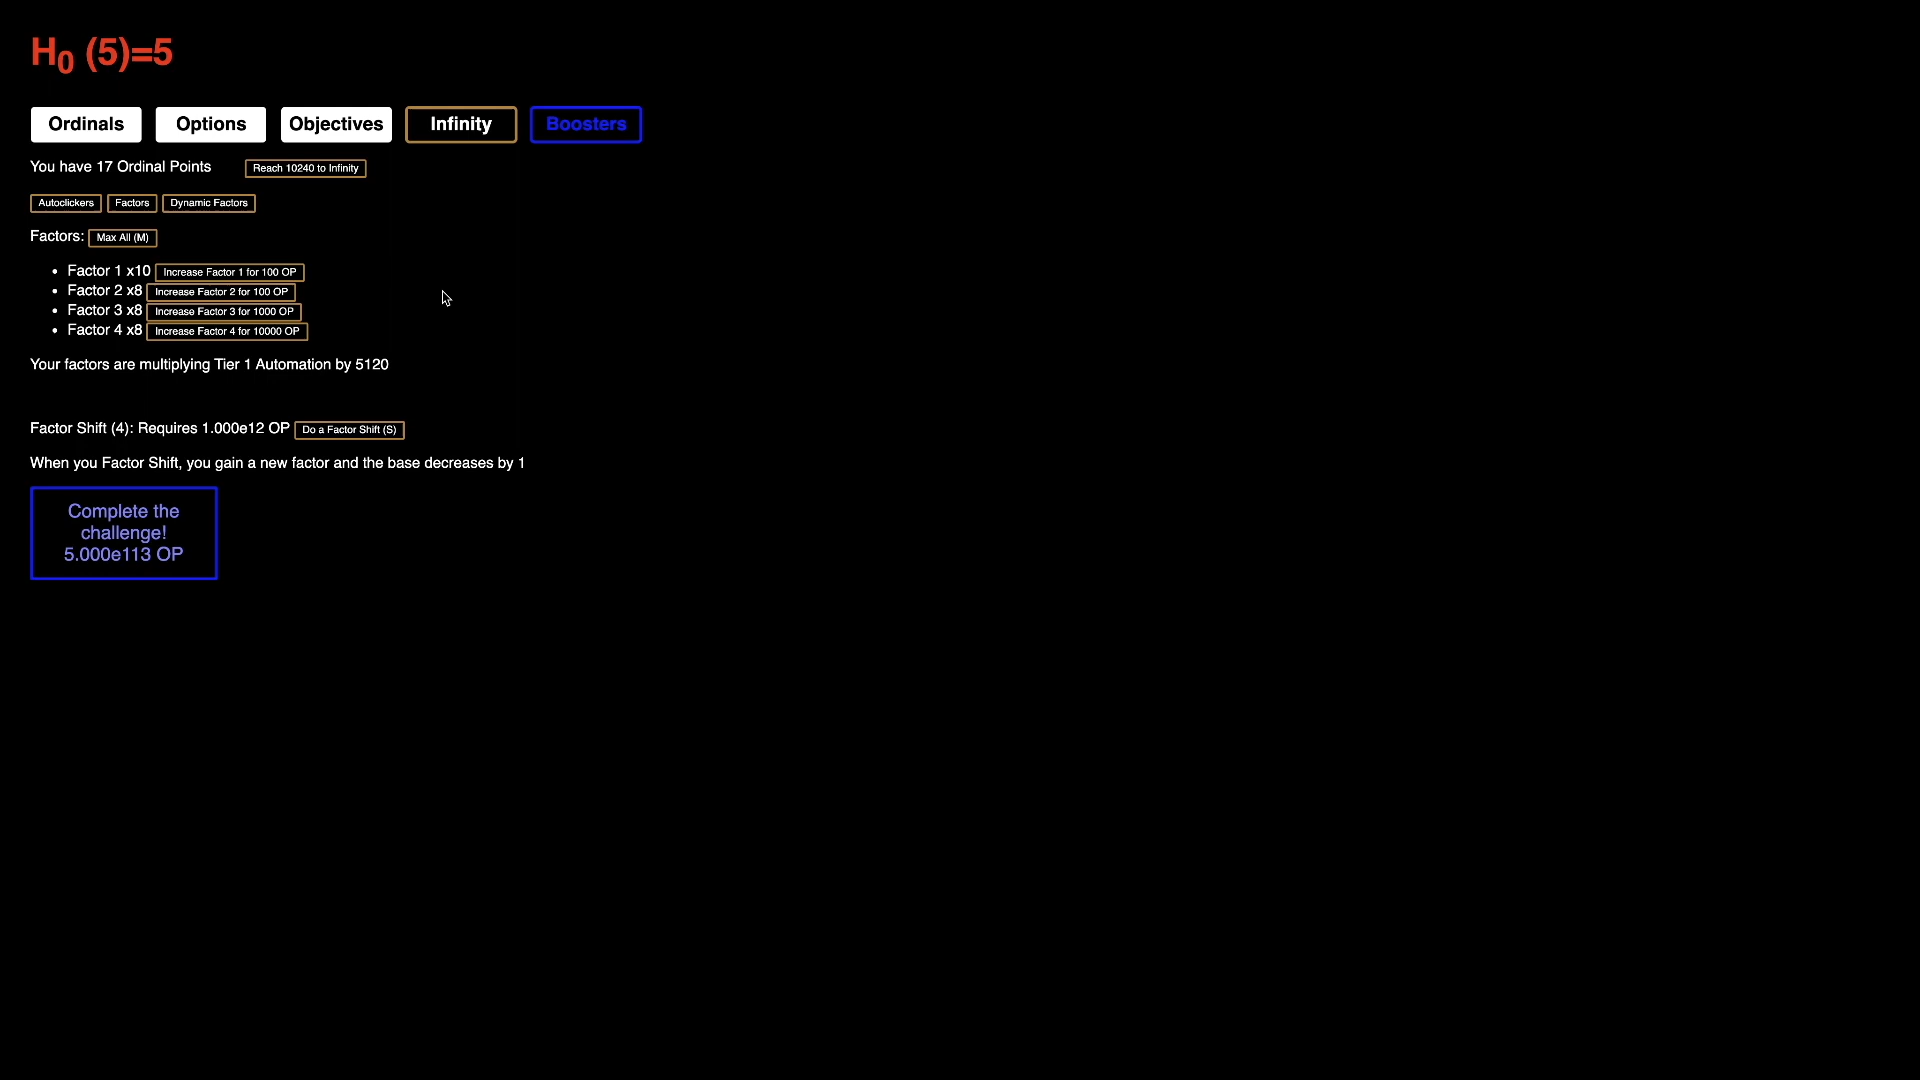 H0 (5)=5
Ordinals Options Objectives Infinity Boosters
You have 17 Ordinal Points Reach 10240 to Infinity
Autoclickers Factors Dynamic Factors
Factors: Max All (M)
• Factor 1 x10 Increase Factor 1 for 100 OP
• Factor 2 x8 Increase Factor 2 for 100 OP
• Factor 3 x8 Increase Factor 3 for 1000 OP
• Factor 4 x8 Increase Factor 4 for 10000 OP
Your factors are multiplying Tier 1 Automation by 5120
Factor Shift (4): Requires 1.000e12 OP Do a Factor Shift (S)
When you Factor Shift, you gain a new factor and the base decreases by 1
Complete the
challenge!
5.000e113 OP